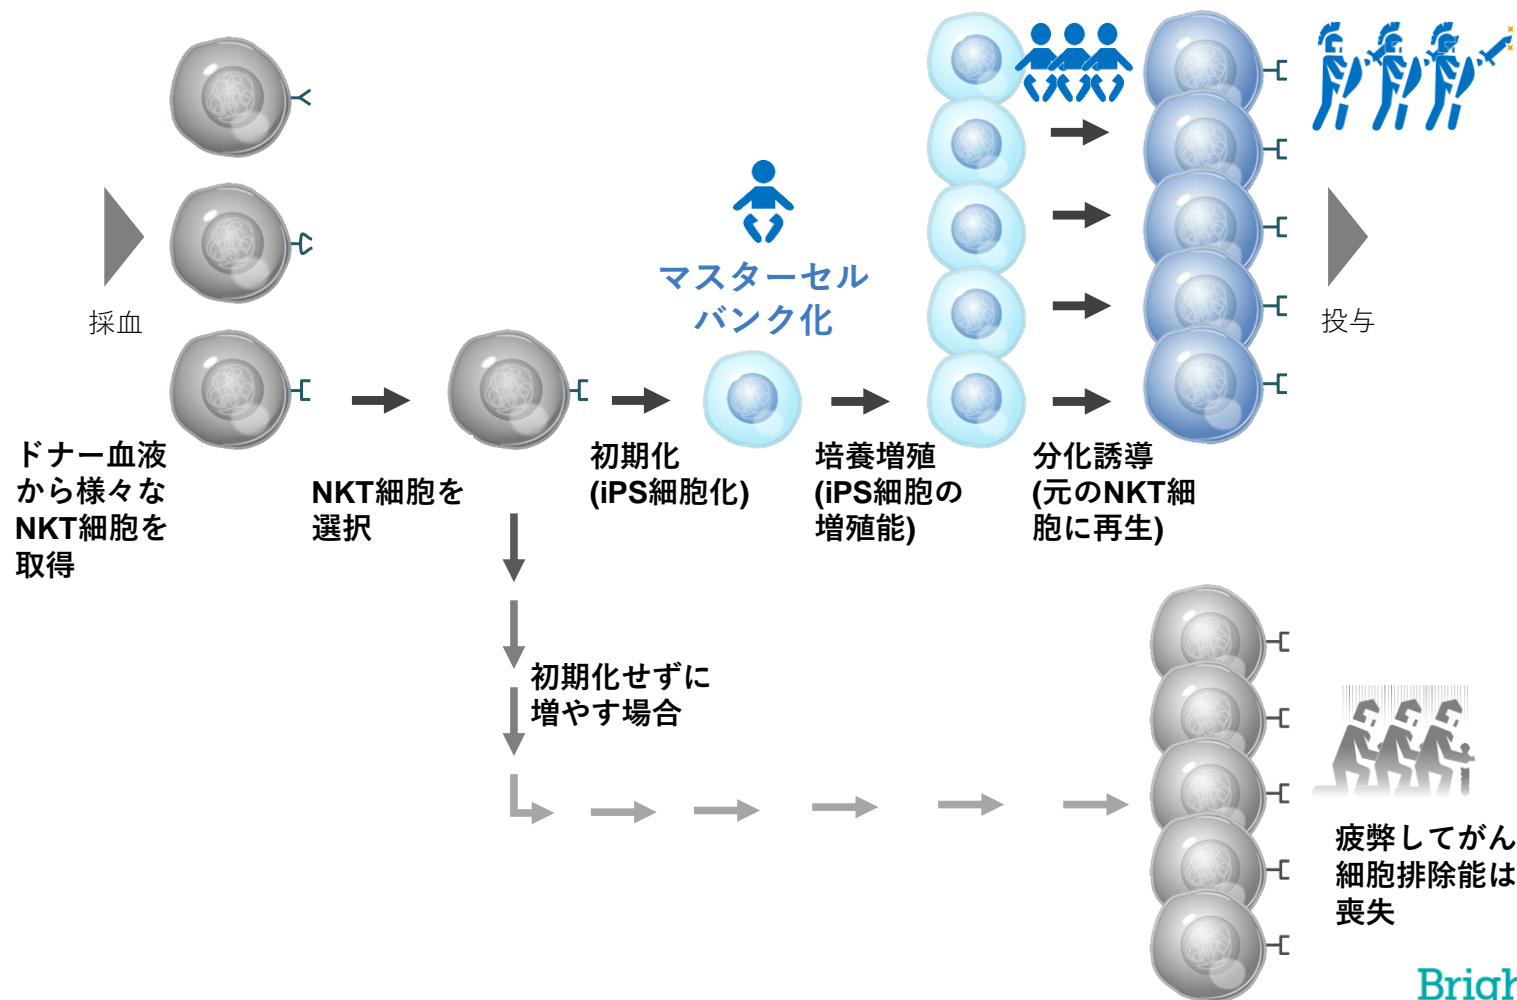 採血
ドナー血液
から様々な
NKT細胞を
取得
NKT細胞を
選択
マスターセル
バンク化
初期化
(iPS細胞化)
培養増殖
(iPS細胞の
増殖能)
分化誘導
(元のNKT細
胞に再生)
投与
初期化せずに
増やす場合
疲弊してがん
細胞排除能は
喪失
Brigh